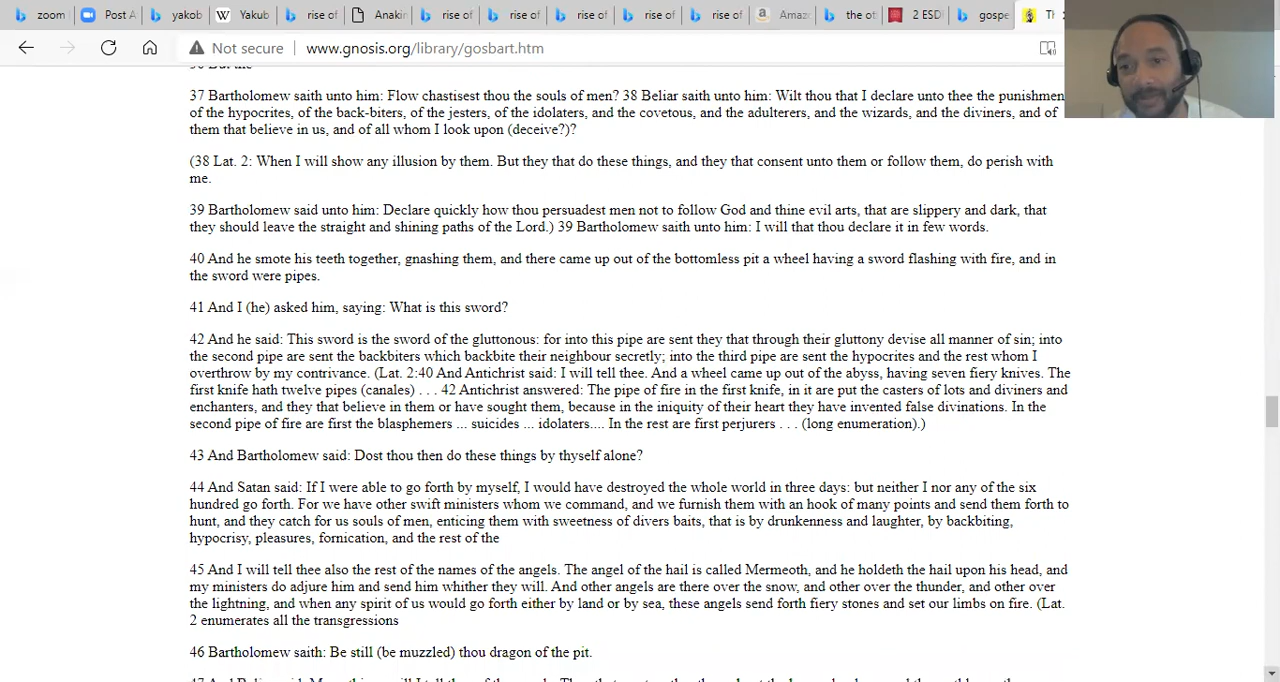 zoom
Post A
yakob
Yakub
rise of
Anakin
rise of
rise of
rise of
rise of
rise of
Amaz
the ot
2 ESD
gospe
Th
Not secure | www.gnosis.org/library/gosbart.htm
37 Bartholomew saith unto him: Flow chastisest thou the souls of men? 38 Beliar saith unto him: Wilt thou that I declare unto thee the punishmen
of the hypocrites, of the back-biters, of the jesters, of the idolaters, and the covetous, and the adulterers, and the wizards, and the diviners, and of
them that believe in us, and of all whom I look upon (deceive?)?
(38 Lat. 2: When I will show any illusion by them. But they that do these things, and they that consent unto them or follow them, do perish with
me.
39 Bartholomew said unto him: Declare quickly how thou persuadest men not to follow God and thine evil arts, that are slippery and dark, that
they should leave the straight and shining paths of the Lord.) 39 Bartholomew saith unto him: I will that thou declare it in few words.
40 And he smote his teeth together, gnashing them, and there came up out of the bottomless pit a wheel having a sword flashing with fire, and in
the sword were pipes.
41 And I (he) asked him, saying: What is this sword?
42 And he said: This sword is the sword of the gluttonous: for into this pipe are sent they that through their gluttony devise all manner of sin; into
the second pipe are sent the backbiters which backbite their neighbour secretly; into the third pipe are sent the hypocrites and the rest whom I
overthrow by my contrivance. (Lat. 2:40 And Antichrist said: I will tell thee. And a wheel came up out of the abyss, having seven fiery knives. The
first knife hath twelve pipes (canales) . . . 42 Antichrist answered: The pipe of fire in the first knife, in it are put the casters of lots and diviners and
enchanters, and they that believe in them or have sought them, because in the iniquity of their heart they have invented false divinations. In the
second pipe of fire are first the blasphemers ... suicides ... idolaters.... In the rest are first perjurers . . . (long enumeration).)
43 And Bartholomew said: Dost thou then do these things by thyself alone?
44 And Satan said: If I were able to go forth by myself, I would have destroyed the whole world in three days: but neither I nor any of the six
hundred go forth. For we have other swift ministers whom we command, and we furnish them with an hook of many points and send them forth to
hunt, and they catch for us souls of men, enticing them with sweetness of divers baits, that is by drunkenness and laughter, by backbiting,
hypocrisy, pleasures, fornication, and the rest of the
45 And I will tell thee also the rest of the names of the angels. The angel of the hail is called Mermeoth, and he holdeth the hail upon his head, and
my ministers do adjure him and send him whither they will. And other angels are there over the snow, and other over the thunder, and other over
the lightning, and when any spirit of us would go forth either by land or by sea, these angels send forth fiery stones and set our limbs on fire. (Lat.
2 enumerates all the transgressions
46 Bartholomew saith: Be still (be muzzled) thou dragon of the pit.